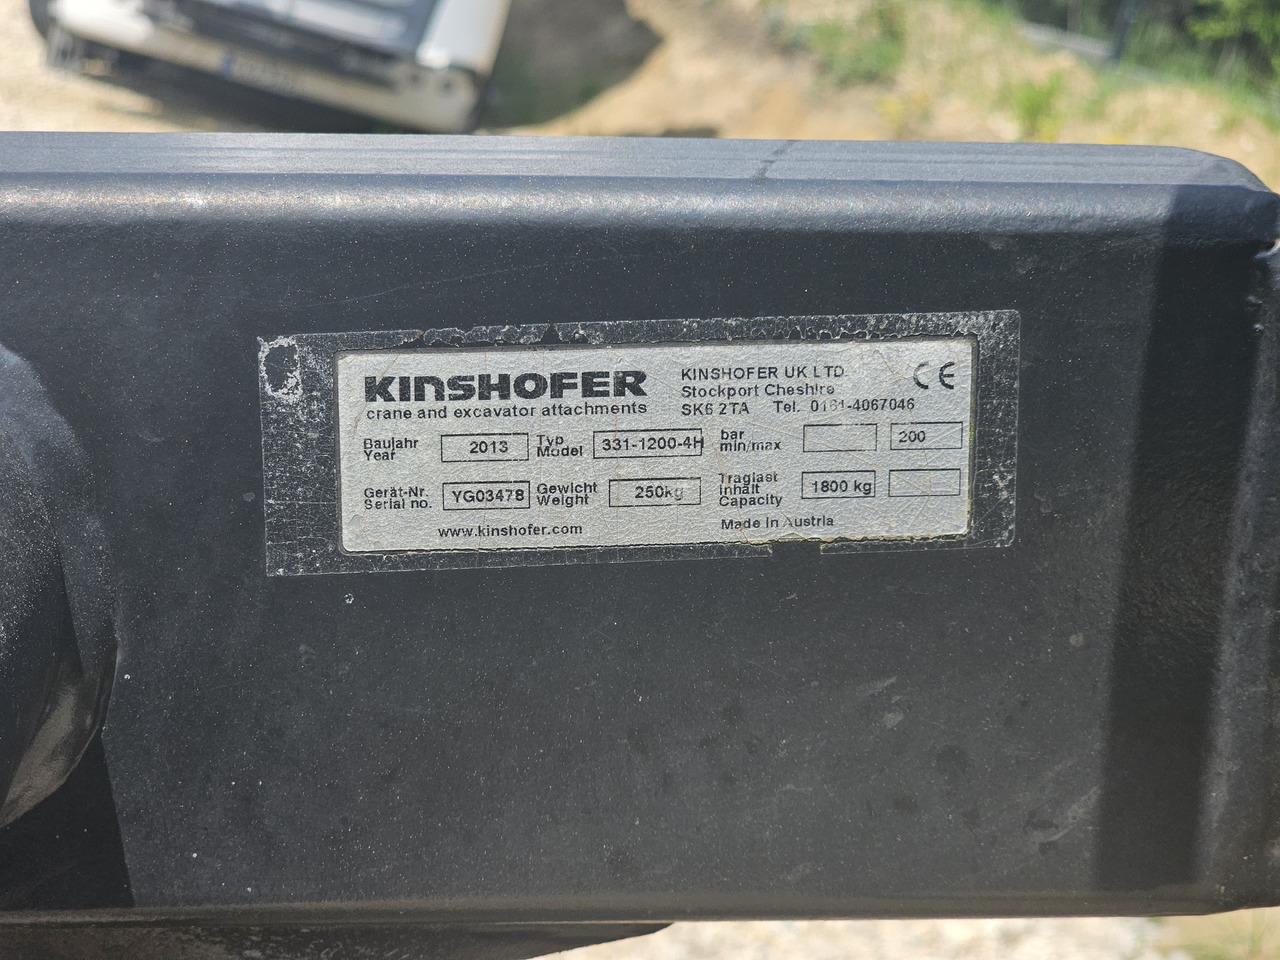 KINSHOFER
crane and excavator attachments
KINSHOFER UK LTD
Stockport Cheshire
SK6 2TA Tel. 0161-4067046
CE
Baujahr
Year
2013
Typ
Model
331-1200-4H
bar
min/max
200
Gerät-Nr.
Serial no.
YG03478
Gewicht
Weight
250kg
Traglast
Inhalt
Capacity
1800 kg
www.kinshofer.com
Made in Austria